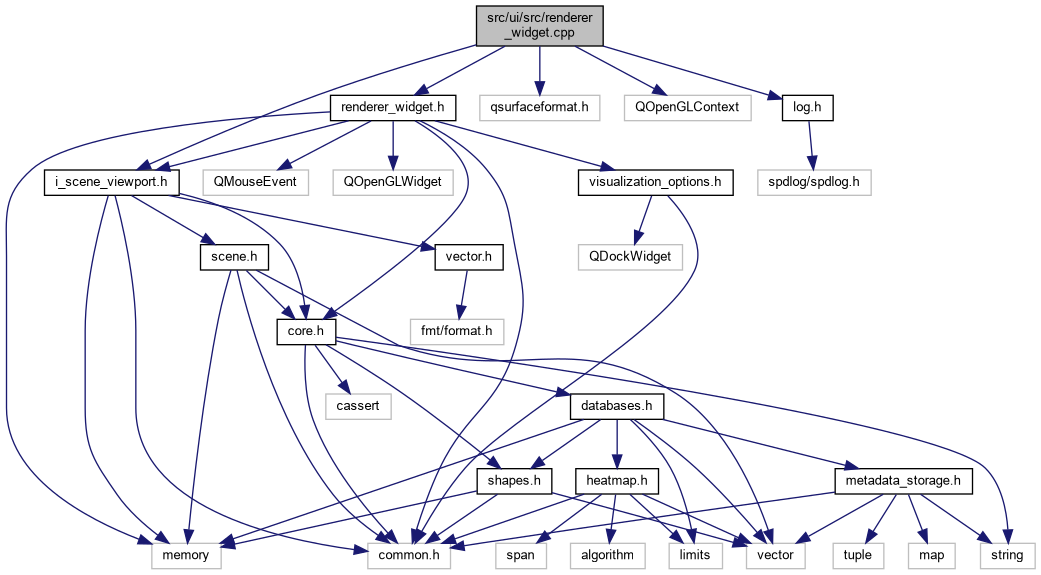 src/ui/src/renderer
_widget.cpp
renderer_widget.h
qsurfaceformat.h
QOpenGLContext
log.h
i_scene_viewport.h
QMouseEvent
QOpenGLWidget
visualization_options.h
spdlog/spdlog.h
scene.h
vector.h
QDockWidget
core.h
fmt/format.h
cassert
databases.h
shapes.h
heatmap.h
metadata_storage.h
memory
common.h
span
algorithm
limits
vector
tuple
map
string